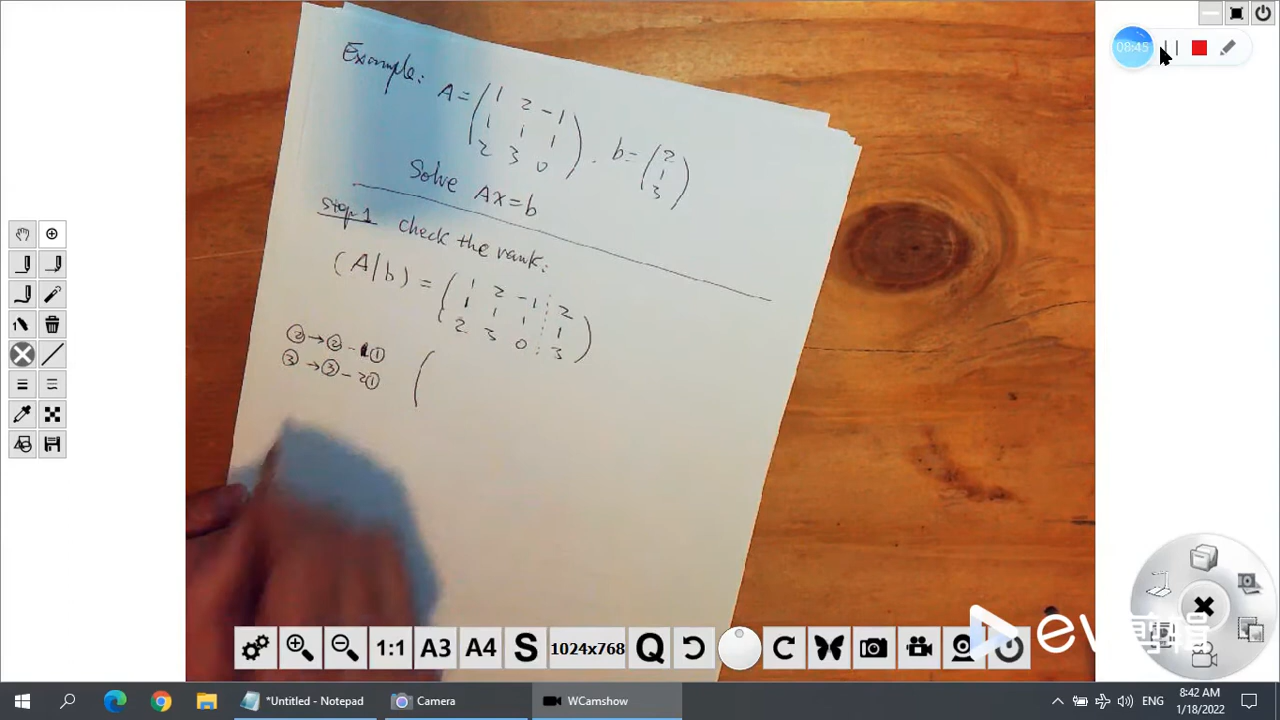 08:45
Example: A = (1 2 -1
1 1 1
2 3 0), b = (2
1
3)
Solve Ax=b
step 1 check the rank:
(A|b) = (1 2 -1 2
1 1 1 1
2 3 0 3)
② → ② - ①
③ → ③ - 2① (
1:1 A3 A4 S 1024x768 Q
*Untitled - Notepad
Camera
WCamshow
ENG
8:42 AM
1/18/2022